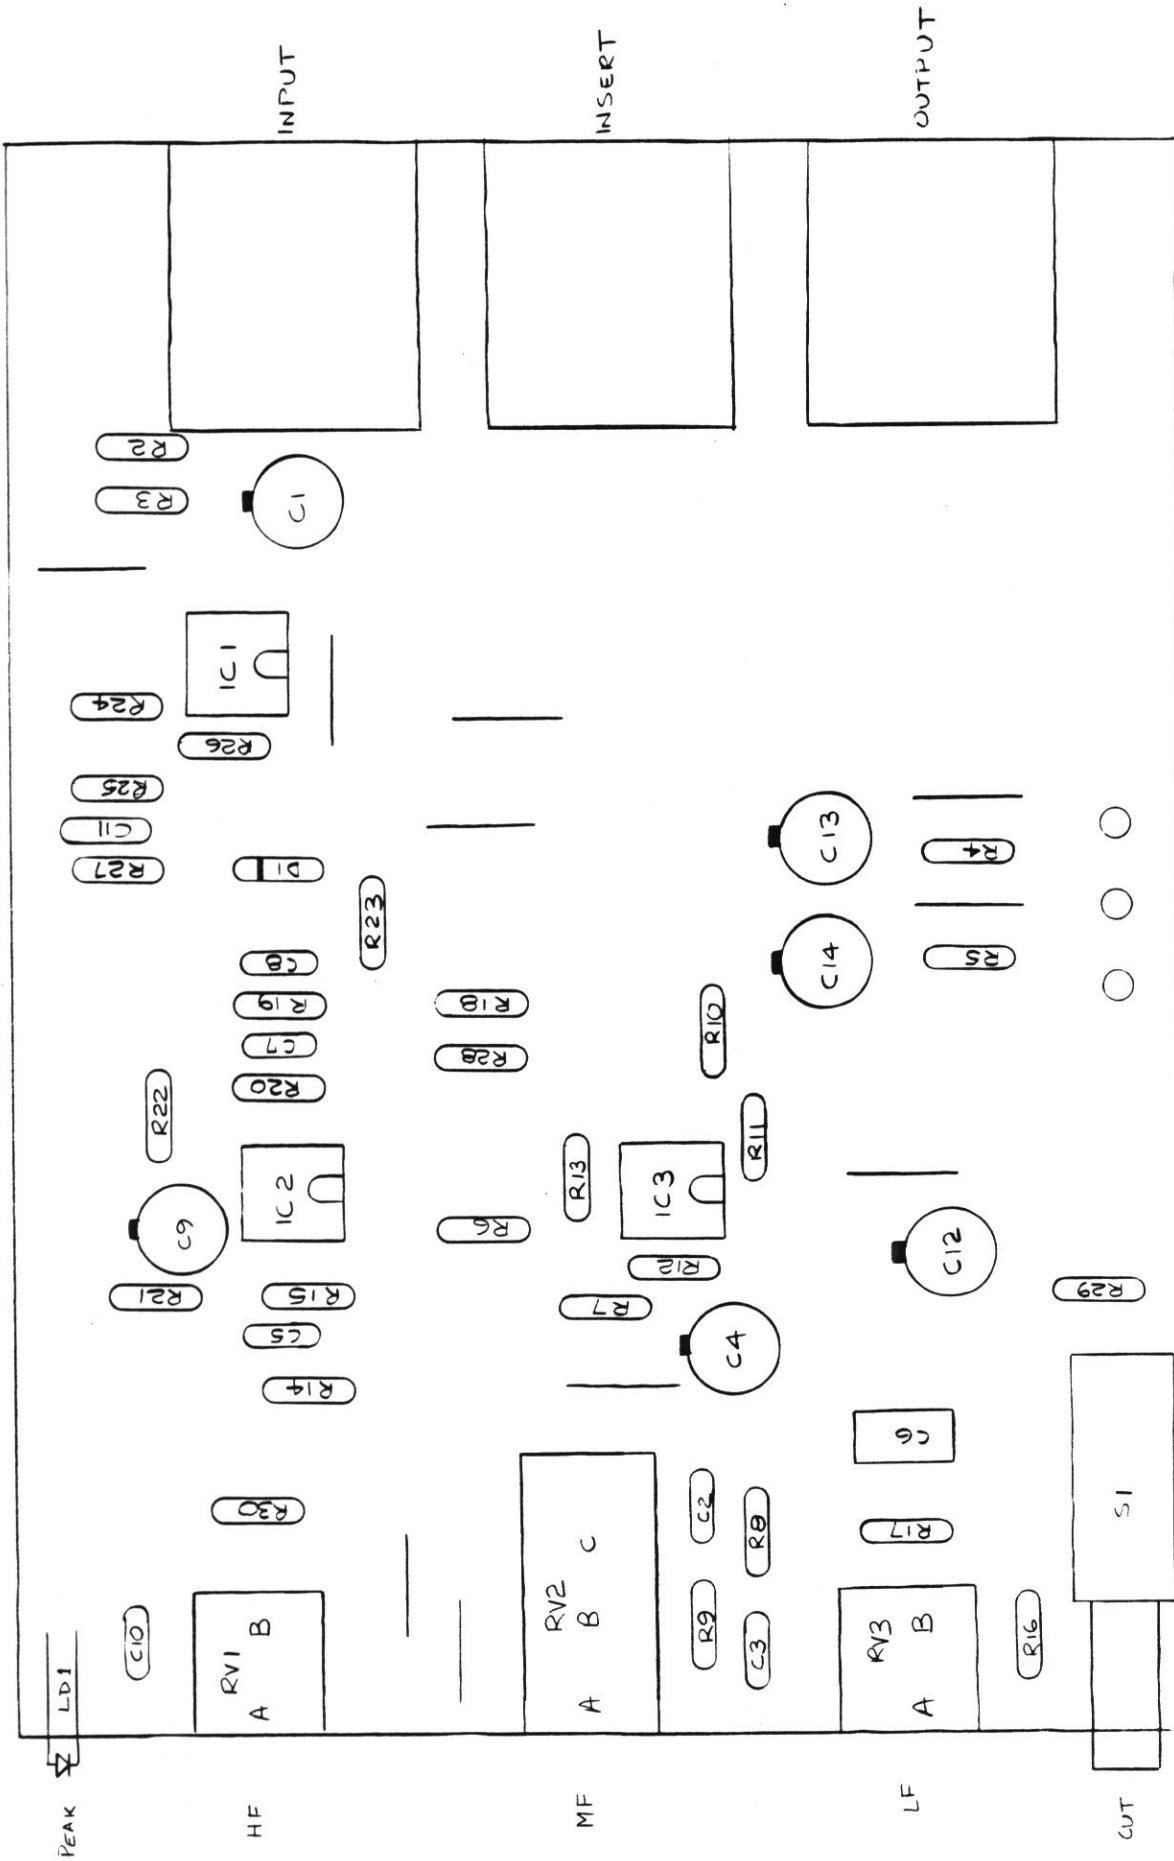 INPUT
INSERT
OUTPUT
R2
R3
C1
IC1
R24
R26
R25
C11
R27
D1
R23
C13
R4
C14
R5
C8
R19
C7
R20
R18
R28
R10
R22
IC2
C9
R21
R15
C5
R14
R6
R13
IC3
R11
R12
R7
C4
C12
R29
R30
C6
R17
S1
C2
R8
R9
C3
R16
LD1
C10
RV1
A B
RV2
A B C
RV3
A B
PEAK
HF
MF
LF
CUT